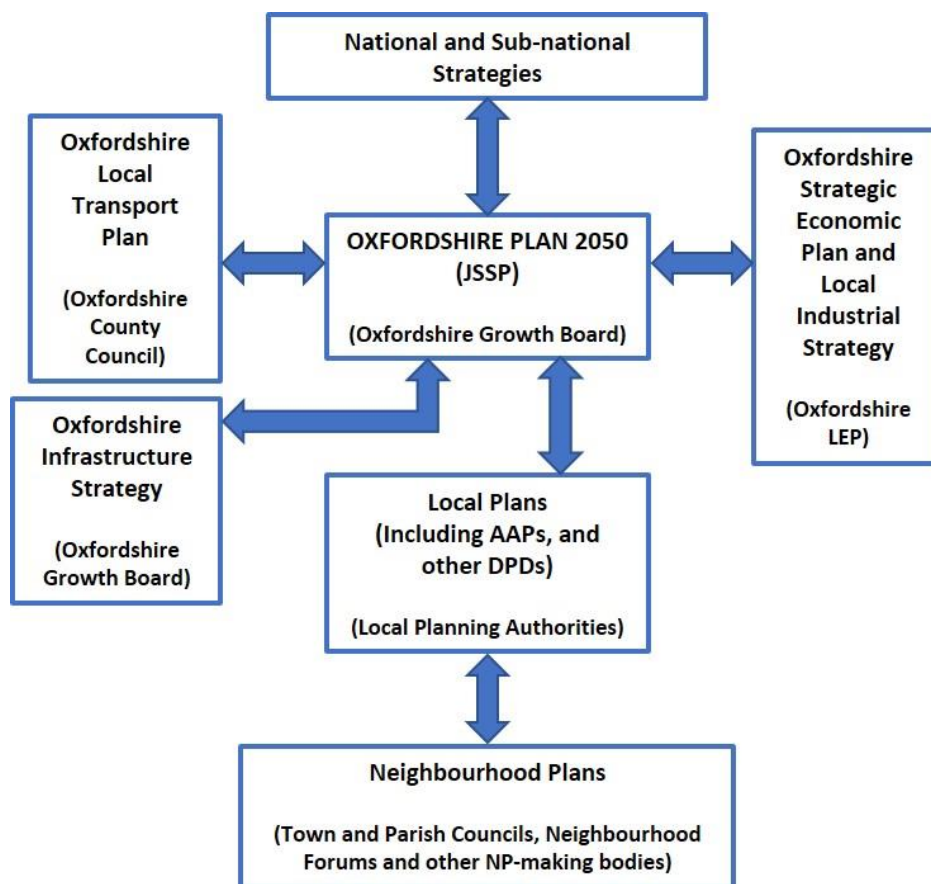 National and Sub-national
Strategies
Oxfordshire
Local
Transport
Plan
(Oxfordshire
County
Council)
OXFORDSHIRE PLAN 2050
(JSSP)
(Oxfordshire Growth Board)
Oxfordshire
Strategic
Economic
Plan and
Local
Industrial
Strategy
(Oxfordshire
LEP)
Oxfordshire
Infrastructure
Strategy
(Oxfordshire
Growth Board)
Local Plans
(Including AAPs, and
other DPDs)
(Local Planning Authorities)
Neighbourhood Plans
(Town and Parish Councils, Neighbourhood
Forums and other NP-making bodies)